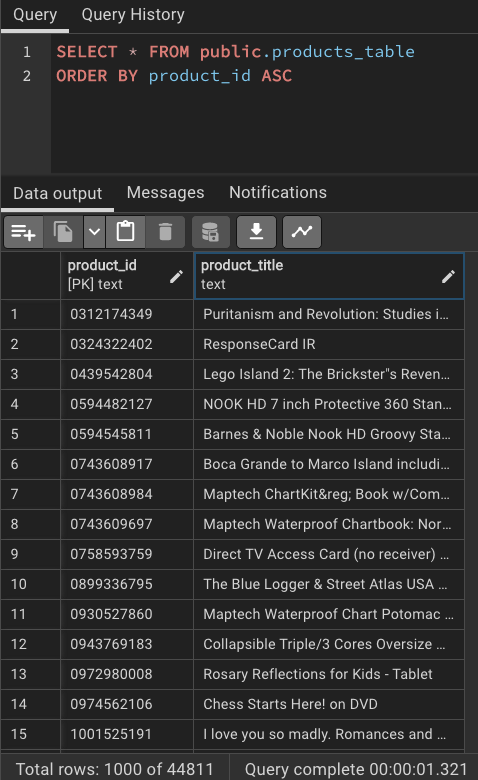 Query Query History
1 SELECT * FROM public.products_table
2 ORDER BY product_id ASC
Data output Messages Notifications
product_id product_title
[PK] text text
1 0312174349 Puritanism and Revolution: Studies i...
2 0324322402 ResponseCard IR
3 0439542804 Lego Island 2: The Brickster"s Reven...
4 0594482127 NOOK HD 7 inch Protective 360 Stan...
5 0594545811 Barnes & Noble Nook HD Groovy Sta...
6 0743608917 Boca Grande to Marco Island includi...
7 0743608984 Maptech ChartKit&reg; Book w/Com...
8 0743609697 Maptech Waterproof Chartbook: Nor...
9 0758593759 Direct TV Access Card (no receiver) ...
10 0899336795 The Blue Logger & Street Atlas USA ...
11 0930527860 Maptech Waterproof Chart Potomac ...
12 0943769183 Collapsible Triple/3 Cores Oversize ...
13 0972980008 Rosary Reflections for Kids - Tablet
14 0974562106 Chess Starts Here! on DVD
15 1001525191 I love you so madly. Romances and ...
Total rows: 1000 of 44811 Query complete 00:00:01.321